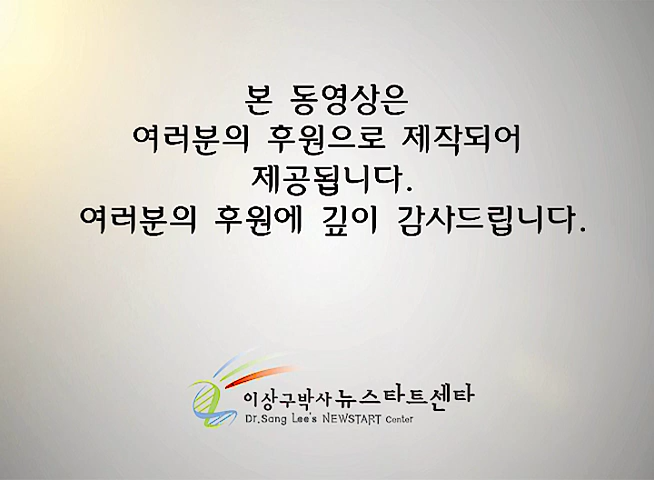 본 동영상은
여러분의 후원으로 제작되어
제공됩니다.
여러분의 후원에 깊이 감사드립니다.
이상구박사 뉴스타트센타
Dr.Sang Lee's NEWSTART Center